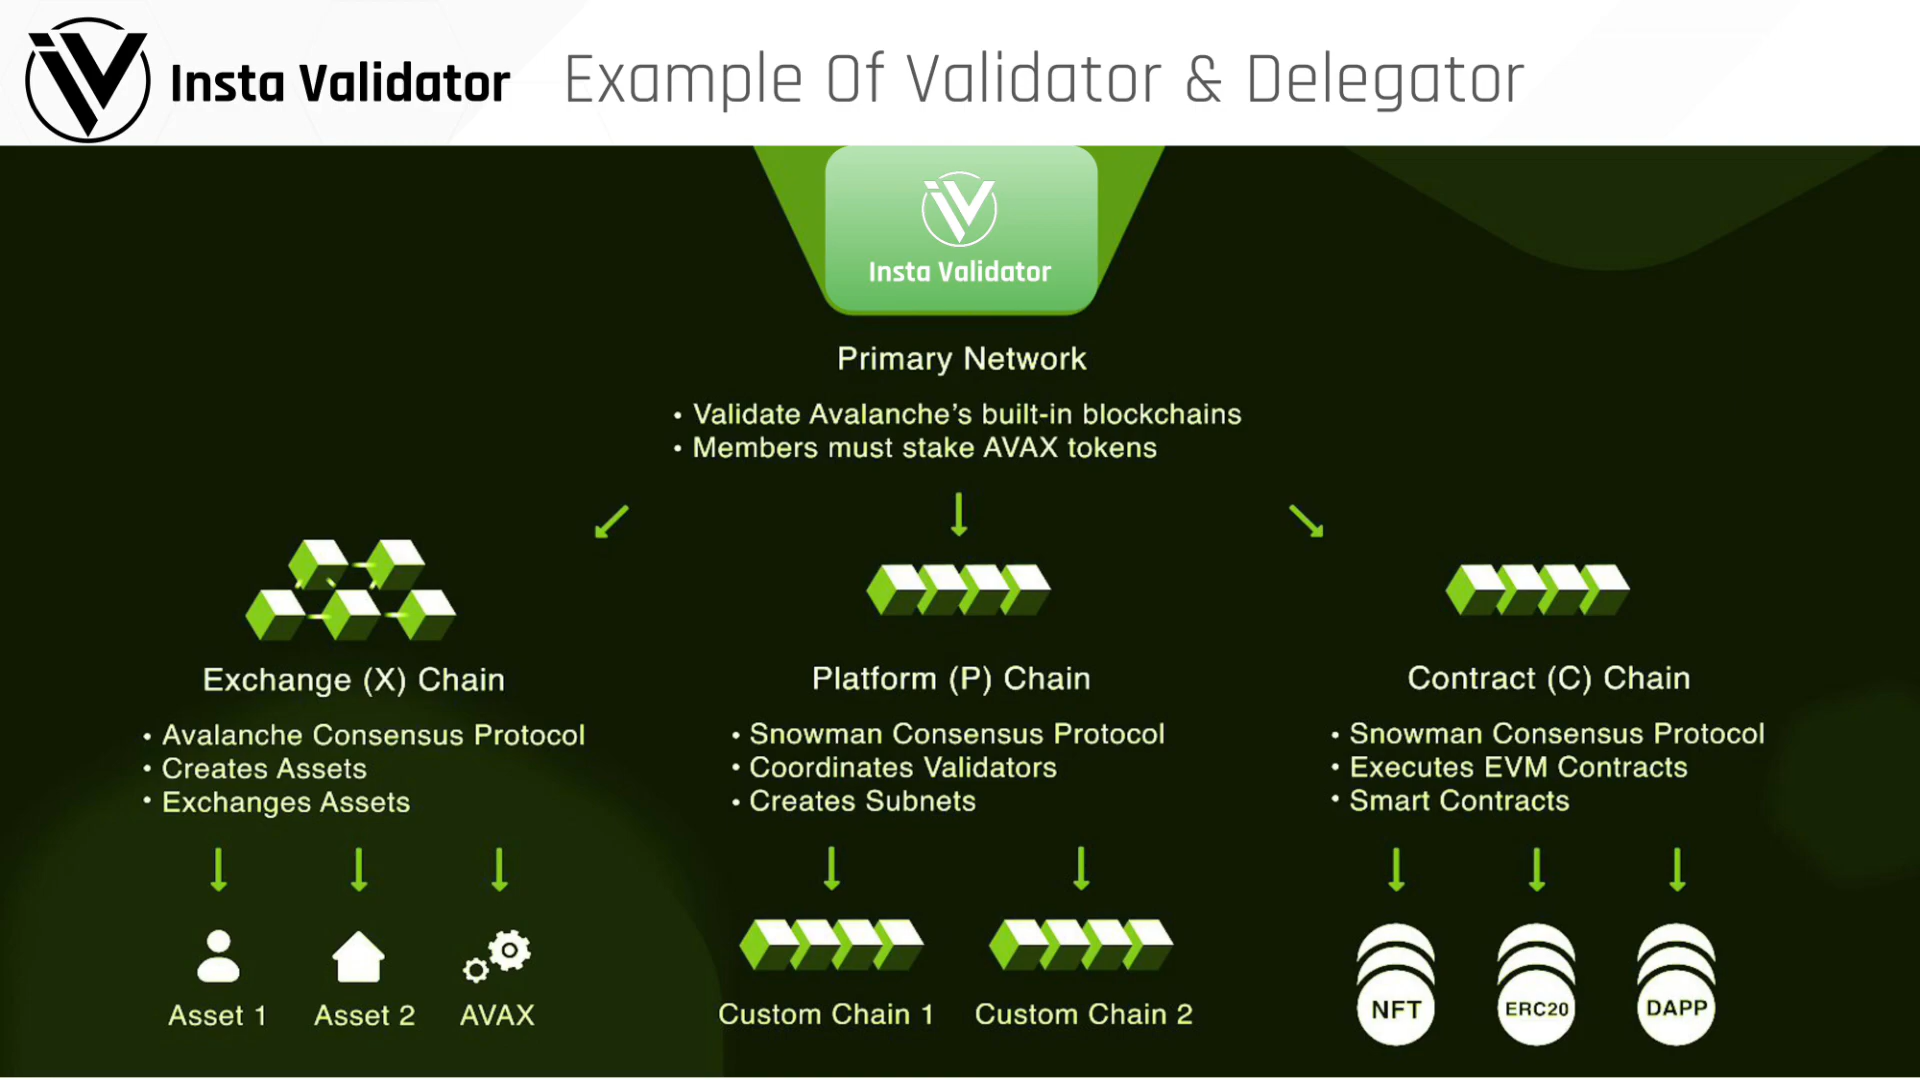 Insta Validator
Example Of Validator & Delegator
Insta Validator
Primary Network
• Validate Avalanche’s built-in blockchains
• Members must stake AVAX tokens
Exchange (X) Chain
• Avalanche Consensus Protocol
• Creates Assets
• Exchanges Assets
Asset 1
Asset 2
AVAX
Platform (P) Chain
• Snowman Consensus Protocol
• Coordinates Validators
• Creates Subnets
Custom Chain 1
Custom Chain 2
Contract (C) Chain
• Snowman Consensus Protocol
• Executes EVM Contracts
• Smart Contracts
NFT
ERC20
DAPP